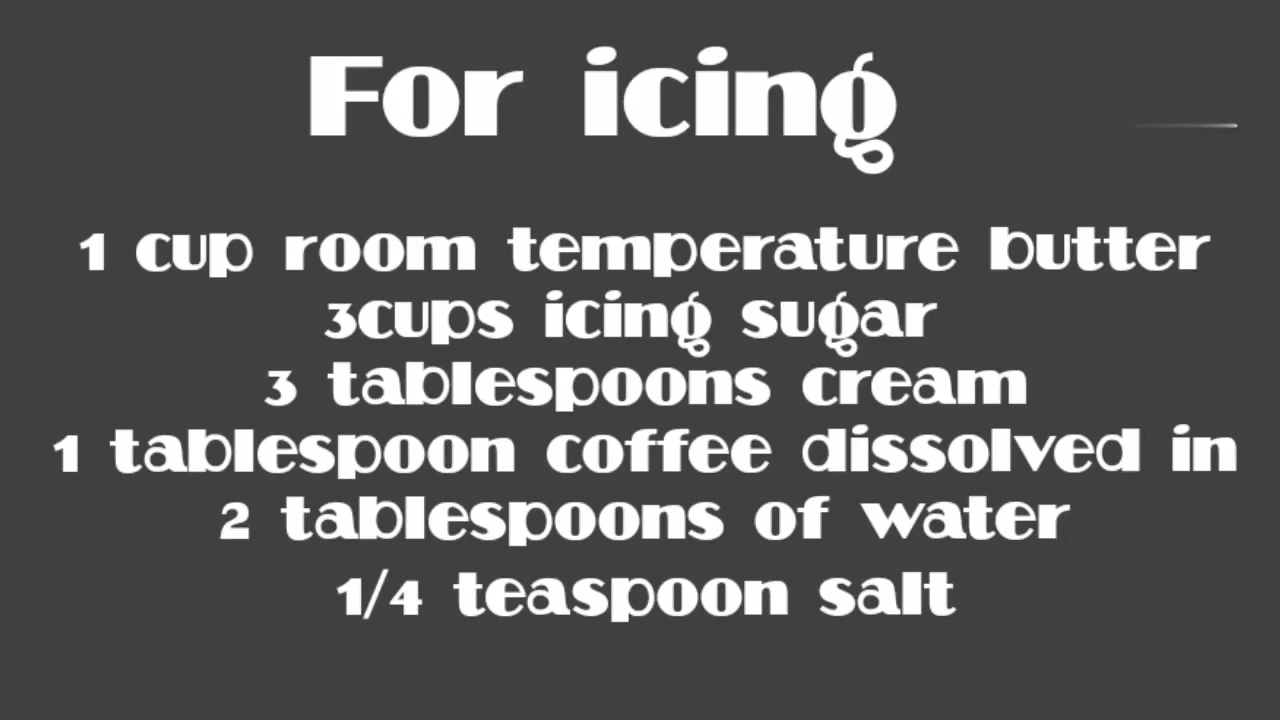 For icing
1 cup room temperature butter
3cups icing sugar
3 tablespoons cream
1 tablespoon coffee dissolved in
2 tablespoons of water
1/4 teaspoon salt